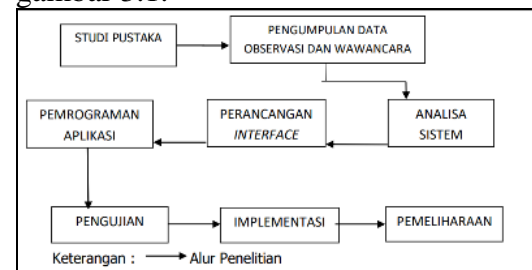 gambar 3.1.
STUDI PUSTAKA
PENGUMPULAN DATA
OBSERVASI DAN WAWANCARA
PEMROGRAMAN
APLIKASI
PERANCANGAN
INTERFACE
ANALISA
SISTEM
PENGUJIAN
IMPLEMENTASI
PEMELIHARAAN
Keterangan : Alur Penelitian